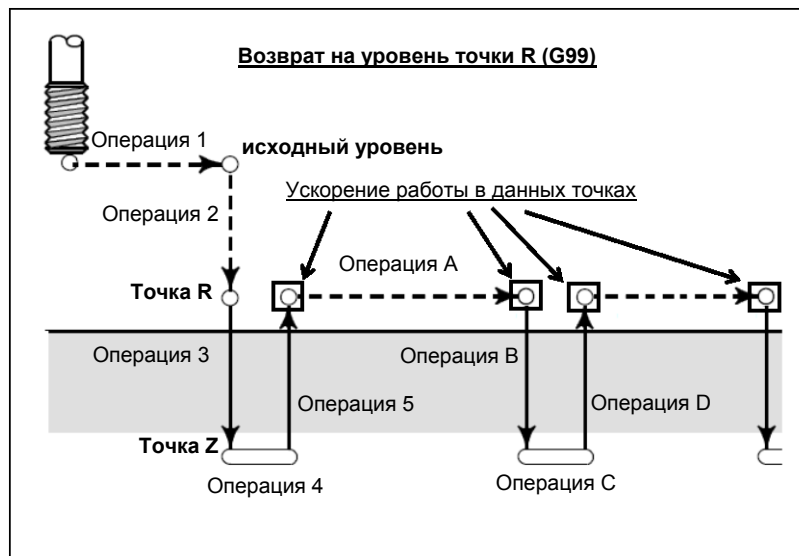 Возврат на уровень точки R (G99)
Операция 1
исходный уровень
Ускорение работы в данных точках
Операция 2
Операция A
Точка R
Операция 3
Операция B
Операция 5
Операция D
Точка Z
Операция 4
Операция C